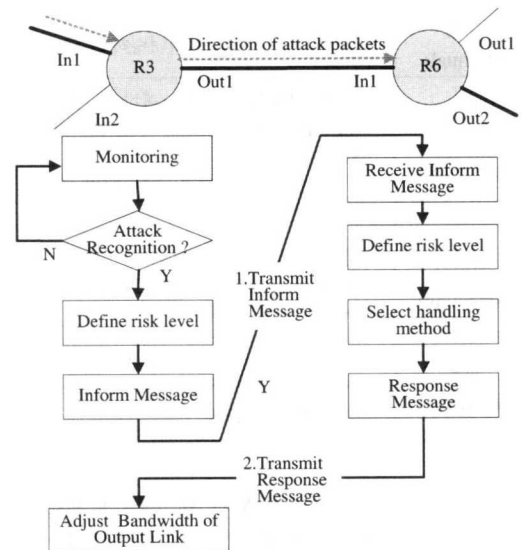 Direction of attack packets
Out1
In1
R3
R6
Out1
In1
In2
Out2
Monitoring
Receive Inform
Message
Attack
Recognition ?
N
Y
Define risk level
1.Transmit
Inform
Message
Define risk level
Select handling
method
Inform Message
Y
Response
Message
2.Transmit
Response
Message
Adjust Bandwidth of
Output Link